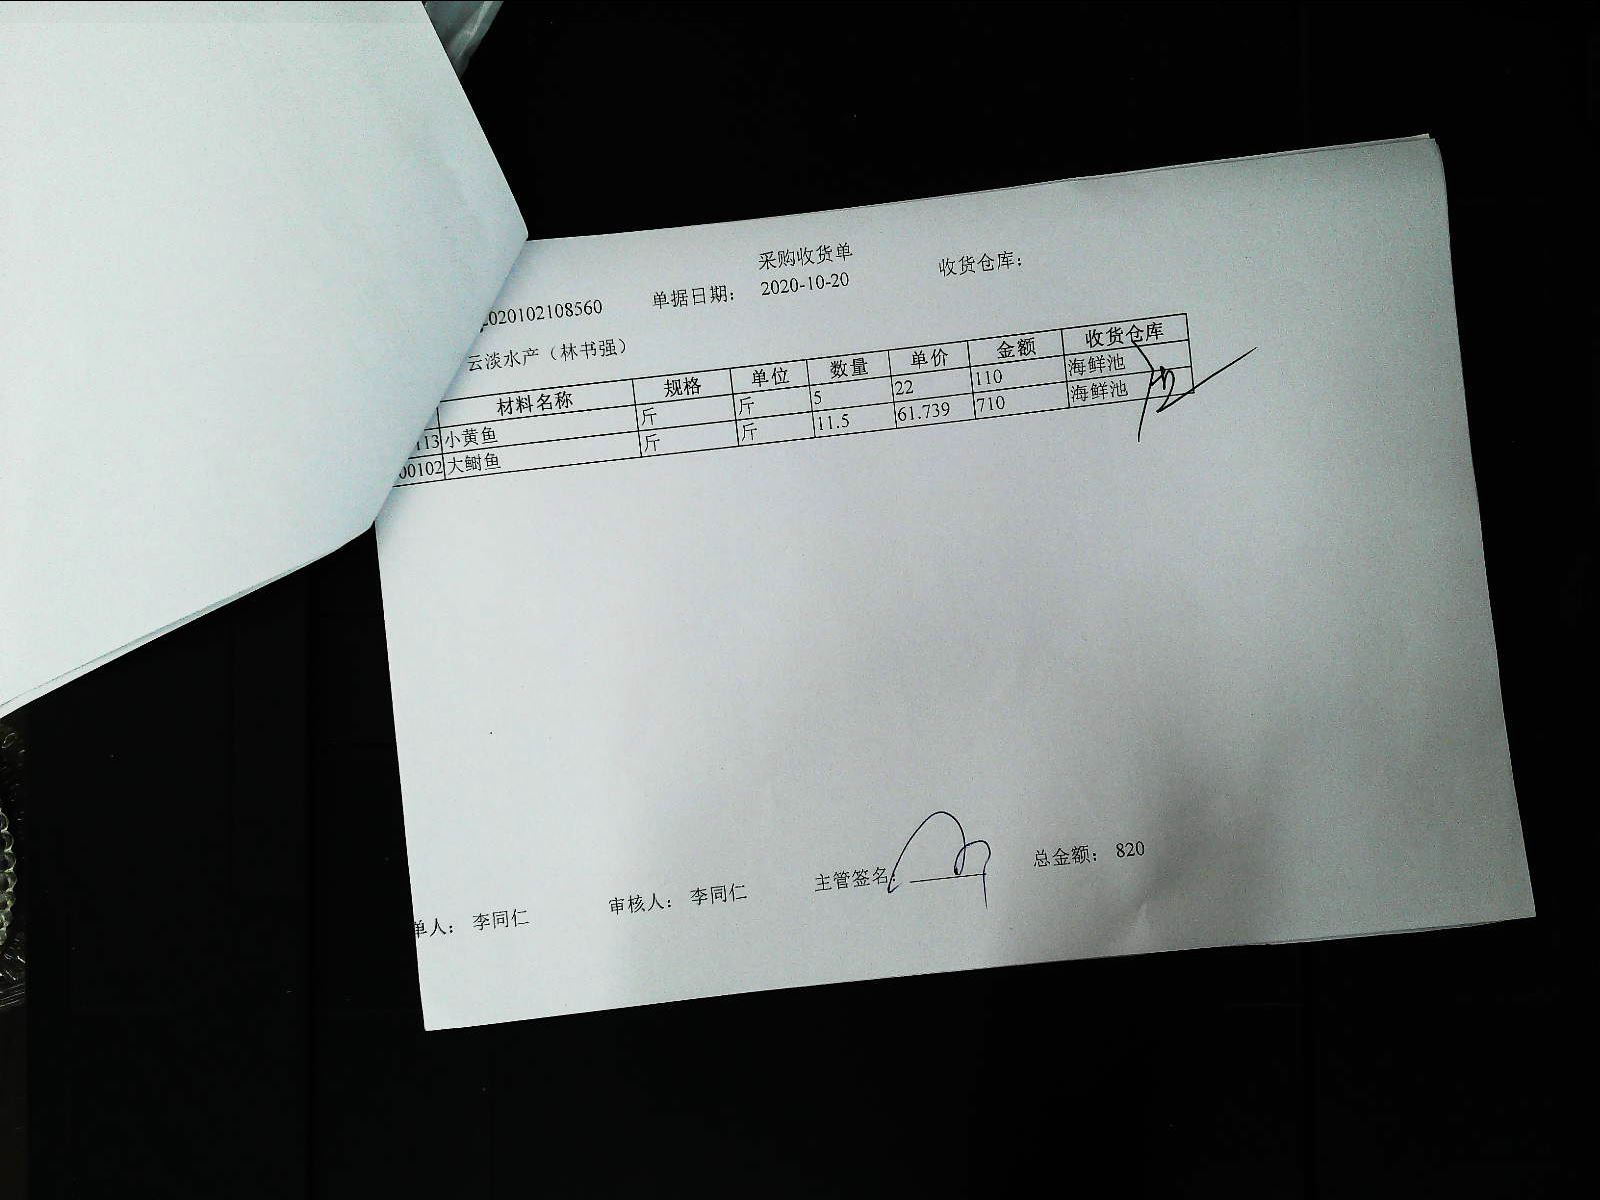 采购收货单
2020102108560 单据日期： 2020-10-20 收货仓库：
云淡水产（林书强）
材料名称 规格 单位 数量 单价 金额 收货仓库
113 小黄鱼 斤 斤 5 22 110 海鲜池
00102 大鲥鱼 斤 斤 11.5 61.739 710 海鲜池
单人： 李同仁 审核人： 李同仁 主管签名： 总金额： 820